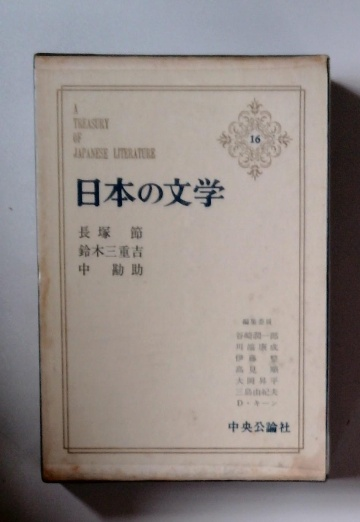 A
TREASURY
OF
JAPANESE LITERATURE
16
日本の文学
長塚 節
鈴木三重吉
中 勘助
編集委員
谷崎潤一郎
川端康成
伊藤 整
高見 順
大岡昇平
三島由紀夫
D・キーン
中央公論社